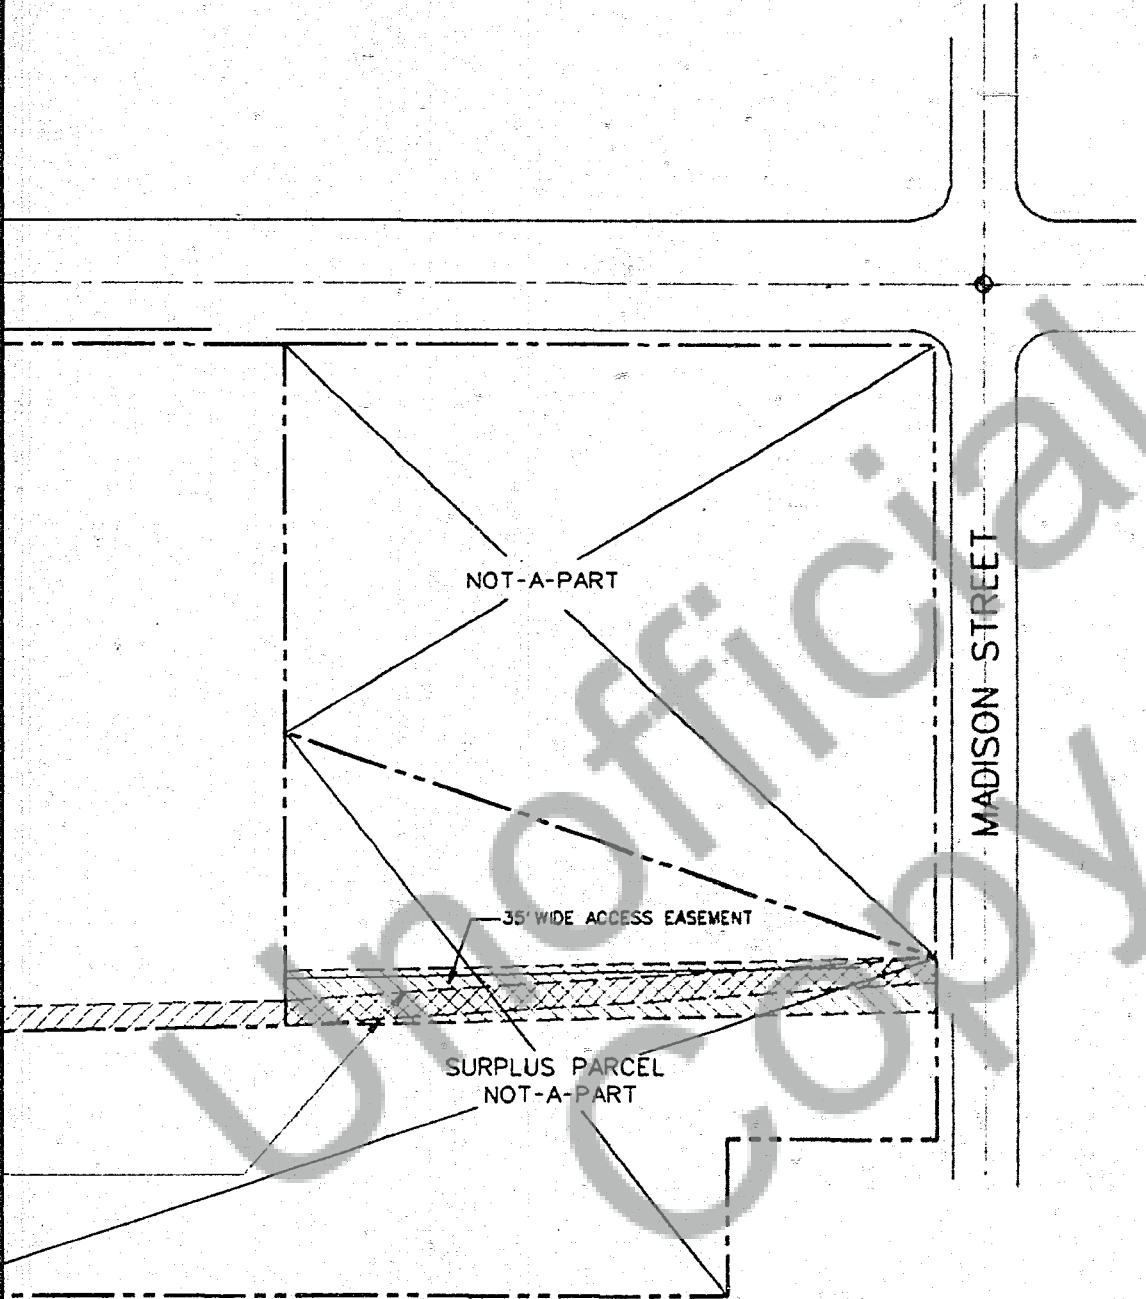 NOT-A-PART
MADISON STREET
35' WIDE ACCESS EASEMENT
SURPLUS PARCEL
NOT-A-PART
Unofficial
Copy